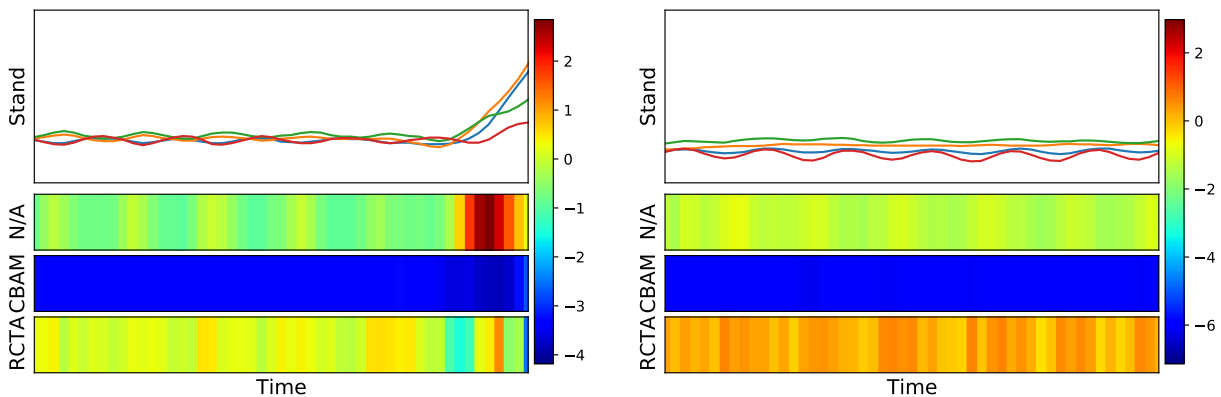 Stand
N/A
CBAM
RCTA
Time
2
1
0
−1
−2
−3
−4
Stand
N/A
CBAM
RCTA
Time
2
0
−2
−4
−6